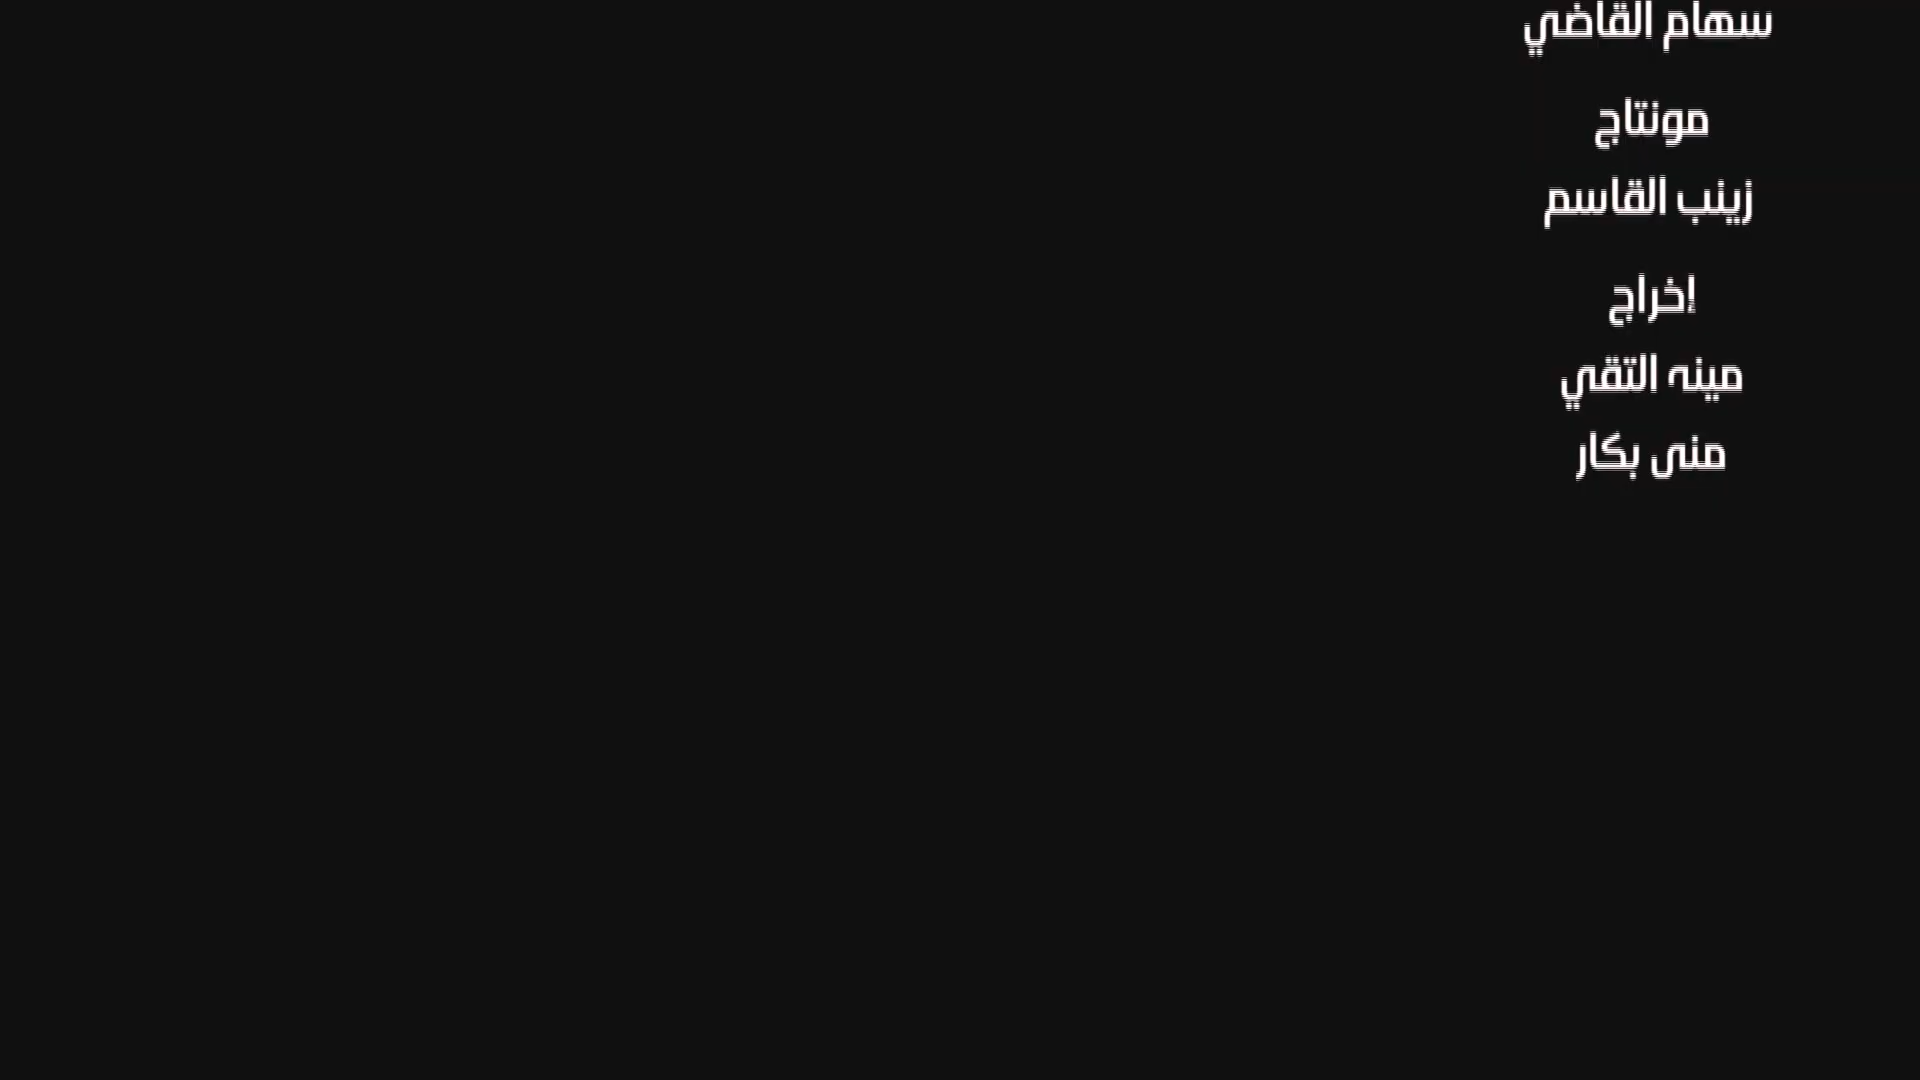 سهام القاضي
مونتاج
زينب القاسم
إخراج
مينه التقي
منى بكار